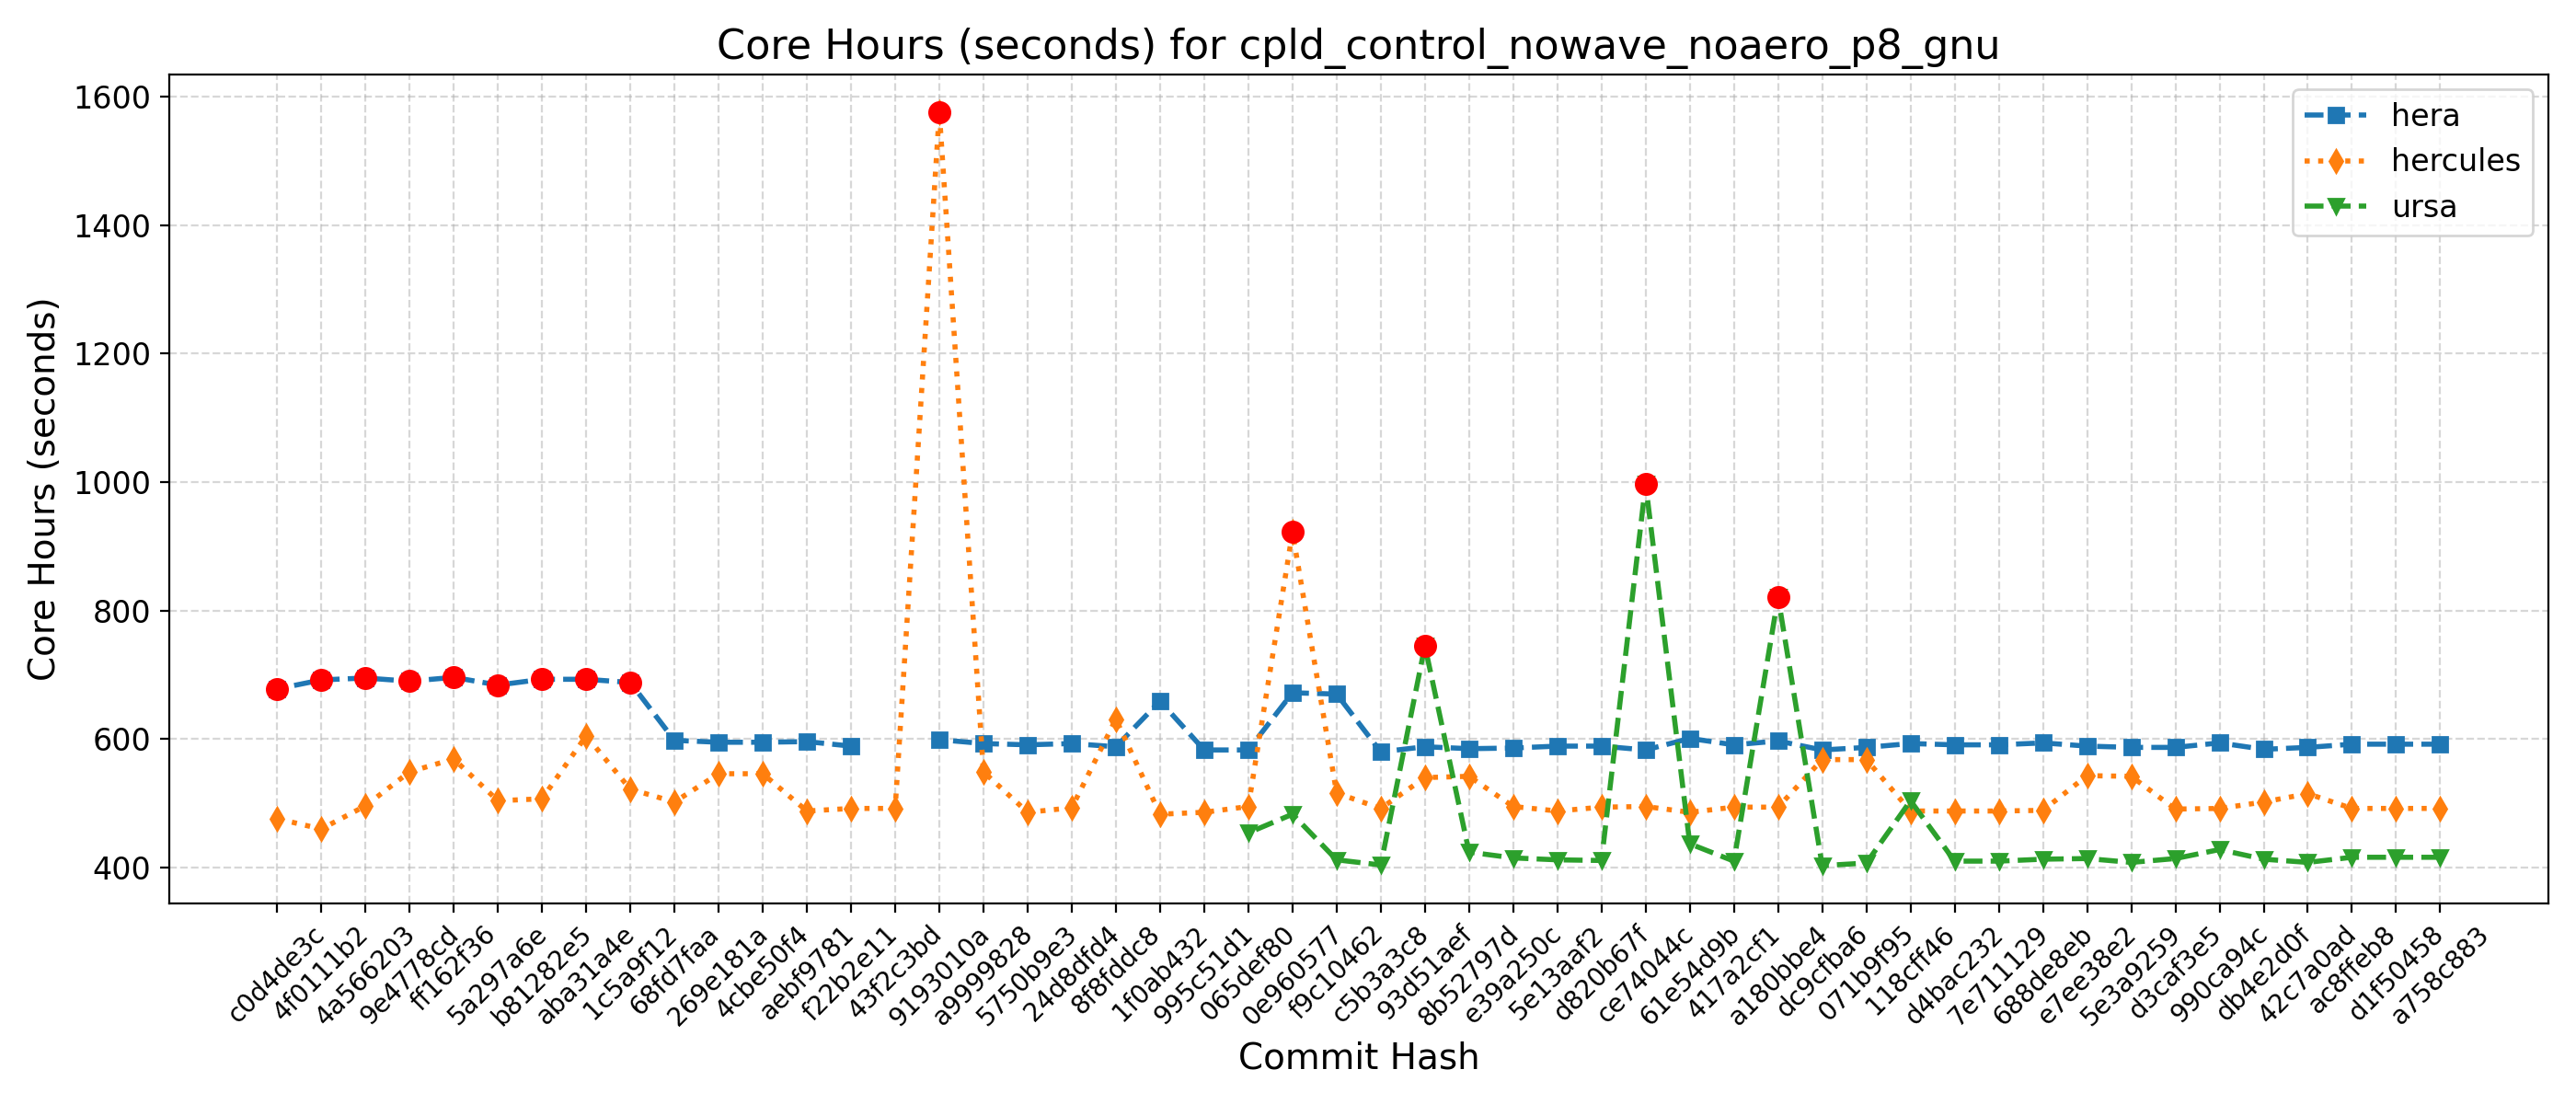 Core Hours (seconds) for cpld_control_nowave_noaero_p8_gnu
Core Hours (seconds)
1600
1400
1200
1000
800
600
400
hera
hercules
ursa
c0d4de3c
4f0111b2
4a566203
9e4778cd
ff162f36
5a297a6e
b81282e5
aba31a4e
1c5a9f12
68fd7faa
269e181a
4cbe50f4
aebf9781
f22b2e11
43f2c3bd
9193010a
a9999828
5750b9e3
24d8dfd4
8f8fddc8
1f0ab432
995c51d1
065def80
0e960577
f9c10462
c5b3a3c8
93d51aef
8b52797d
e39a250c
5e13aaf2
d820b67f
ce74044c
61e54d9b
417a2cf1
a180bbe4
dc9cfba6
071b9f95
118cff46
d4bac232
7e711129
688de8eb
e7ee38e2
5e3a9259
d3caf3e5
990ca94c
db4e2d0f
42c7a0ad
ac8ffeb8
d1f50458
a758c883
Commit Hash